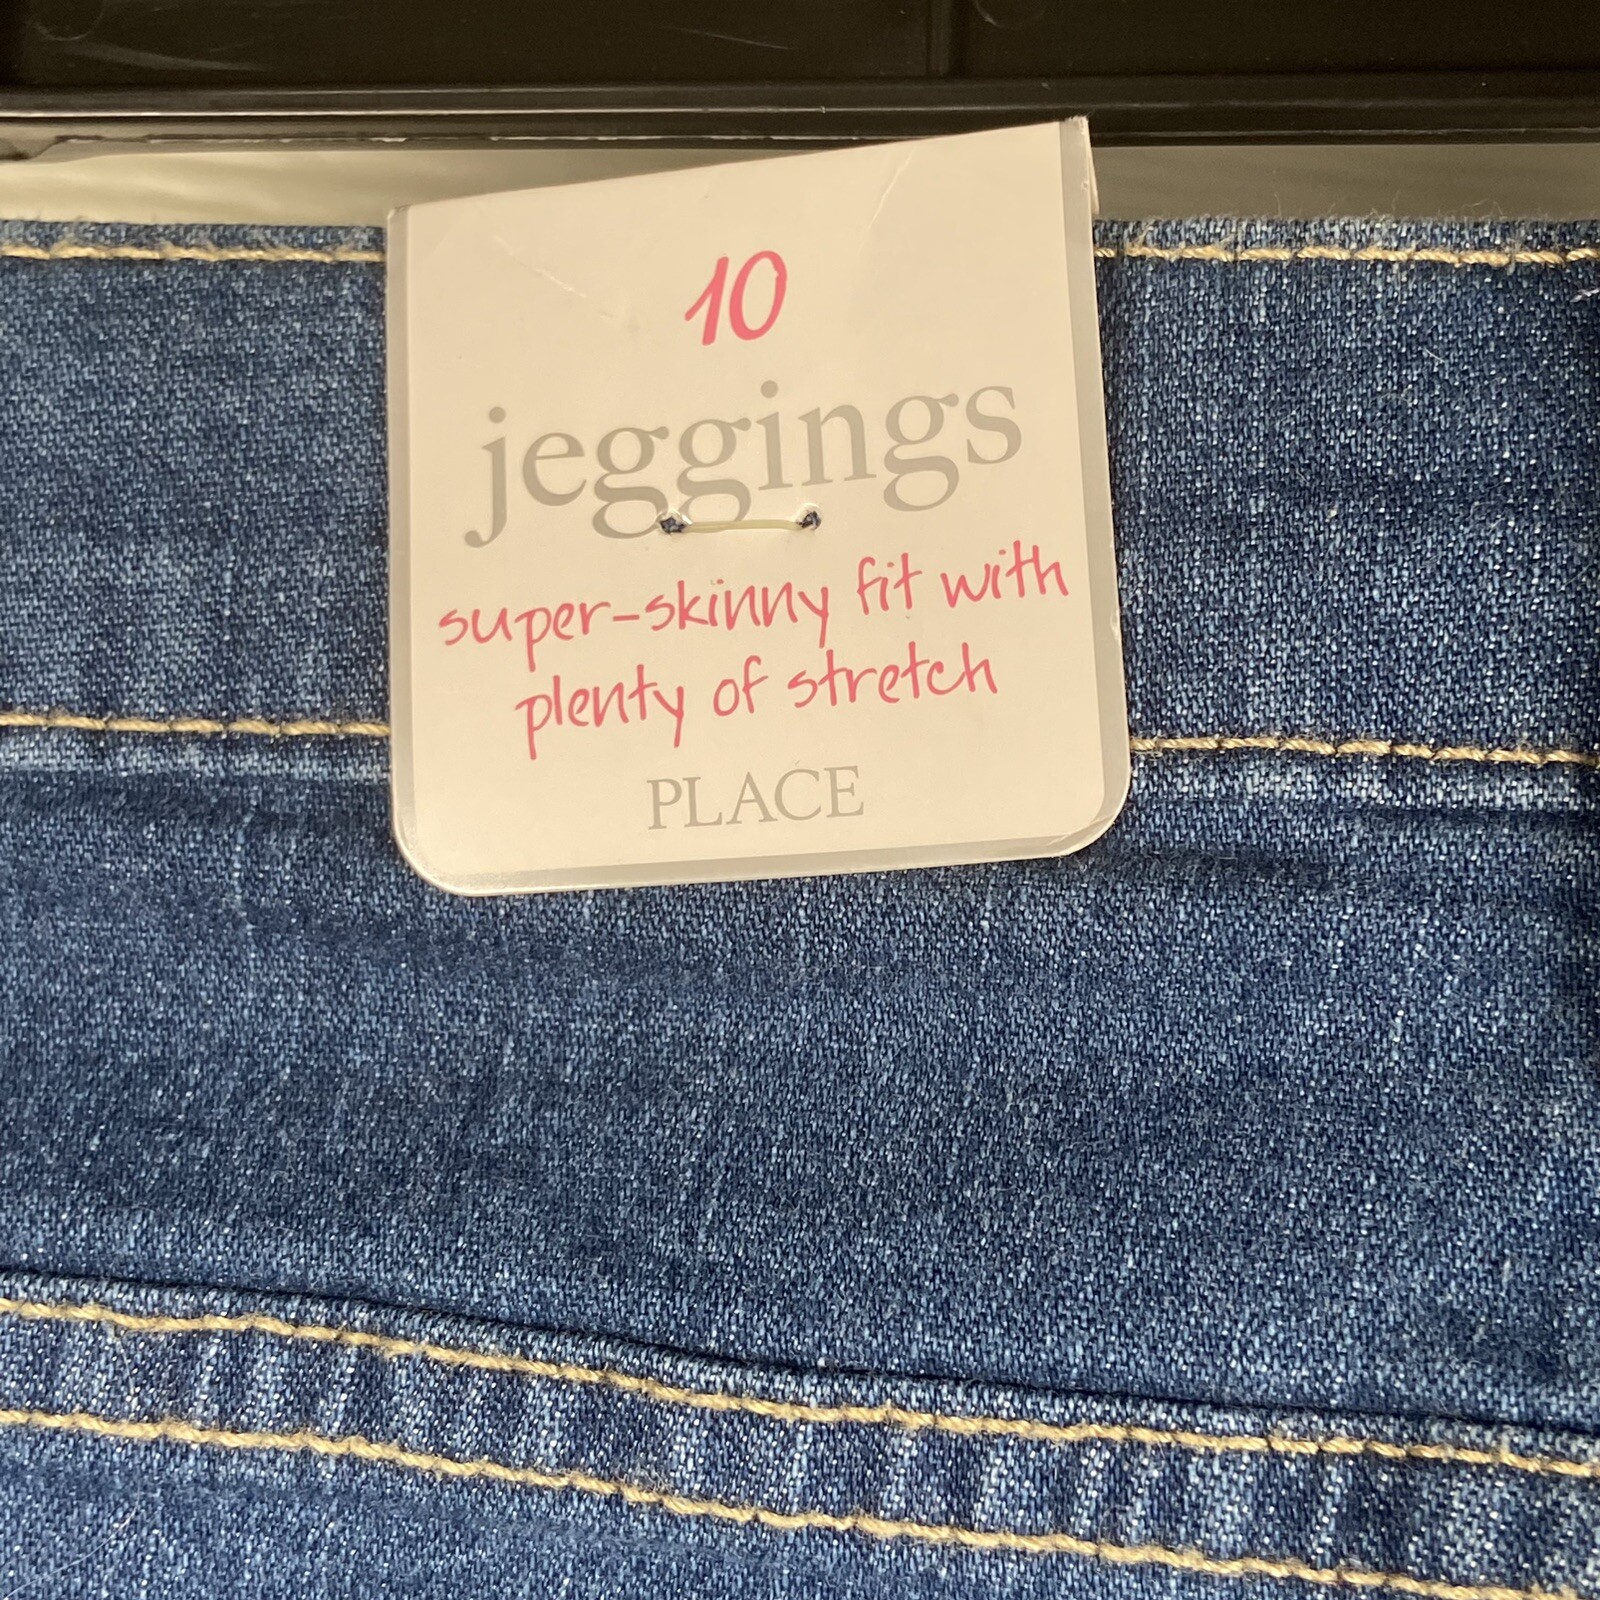 10
jeggings
super-skinny fit with
plenty of stretch
PLACE